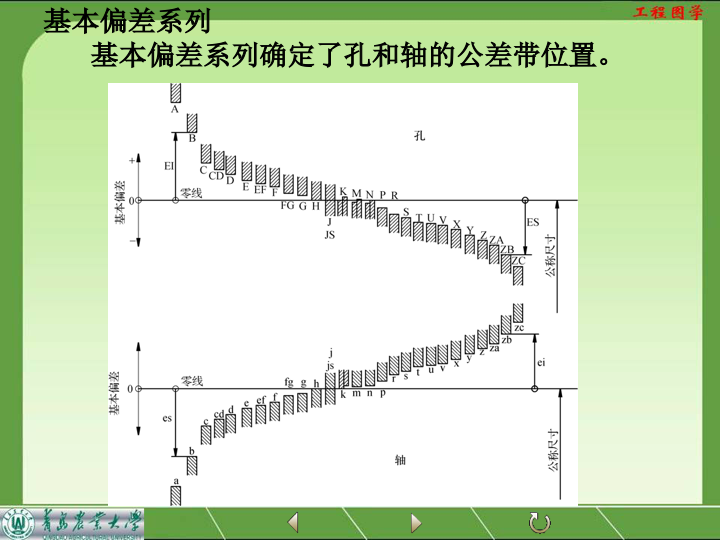 基本偏差系列
工程图学
基本偏差系列确定了孔和轴的公差带位置。
A
B
孔
C CD D E EF F FG G H
J
JS
K M N P R
S T U V X Y Z ZA ZB ZC
+
EI
基本偏差
0
零线
−
ES
公称尺寸
zc
zb
za
z
y
x
v
u
t
s
r
j
js
fg g h
k m n p
ei
基本偏差
0
零线
es
c cd d e ef f
b
a
轴
公称尺寸
青岛农业大学